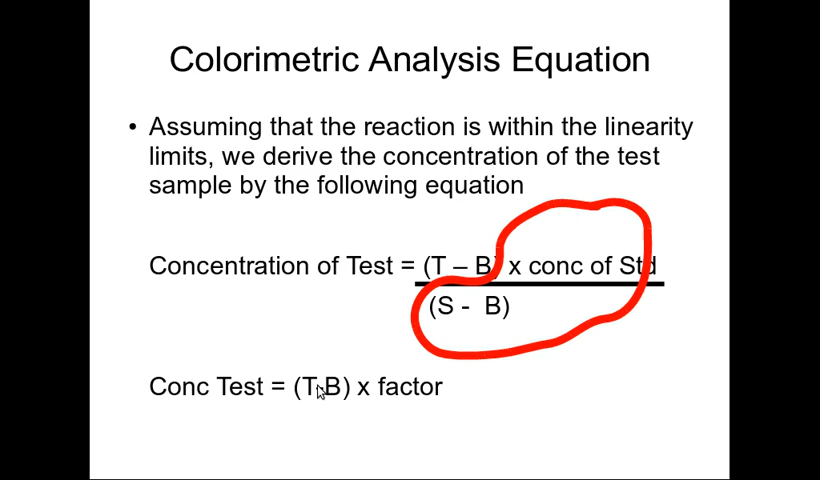 Colorimetric Analysis Equation
• Assuming that the reaction is within the linearity
limits, we derive the concentration of the test
sample by the following equation
Concentration of Test = (T – B) x conc of Std
(S - B)
Conc Test = (T-B) x factor